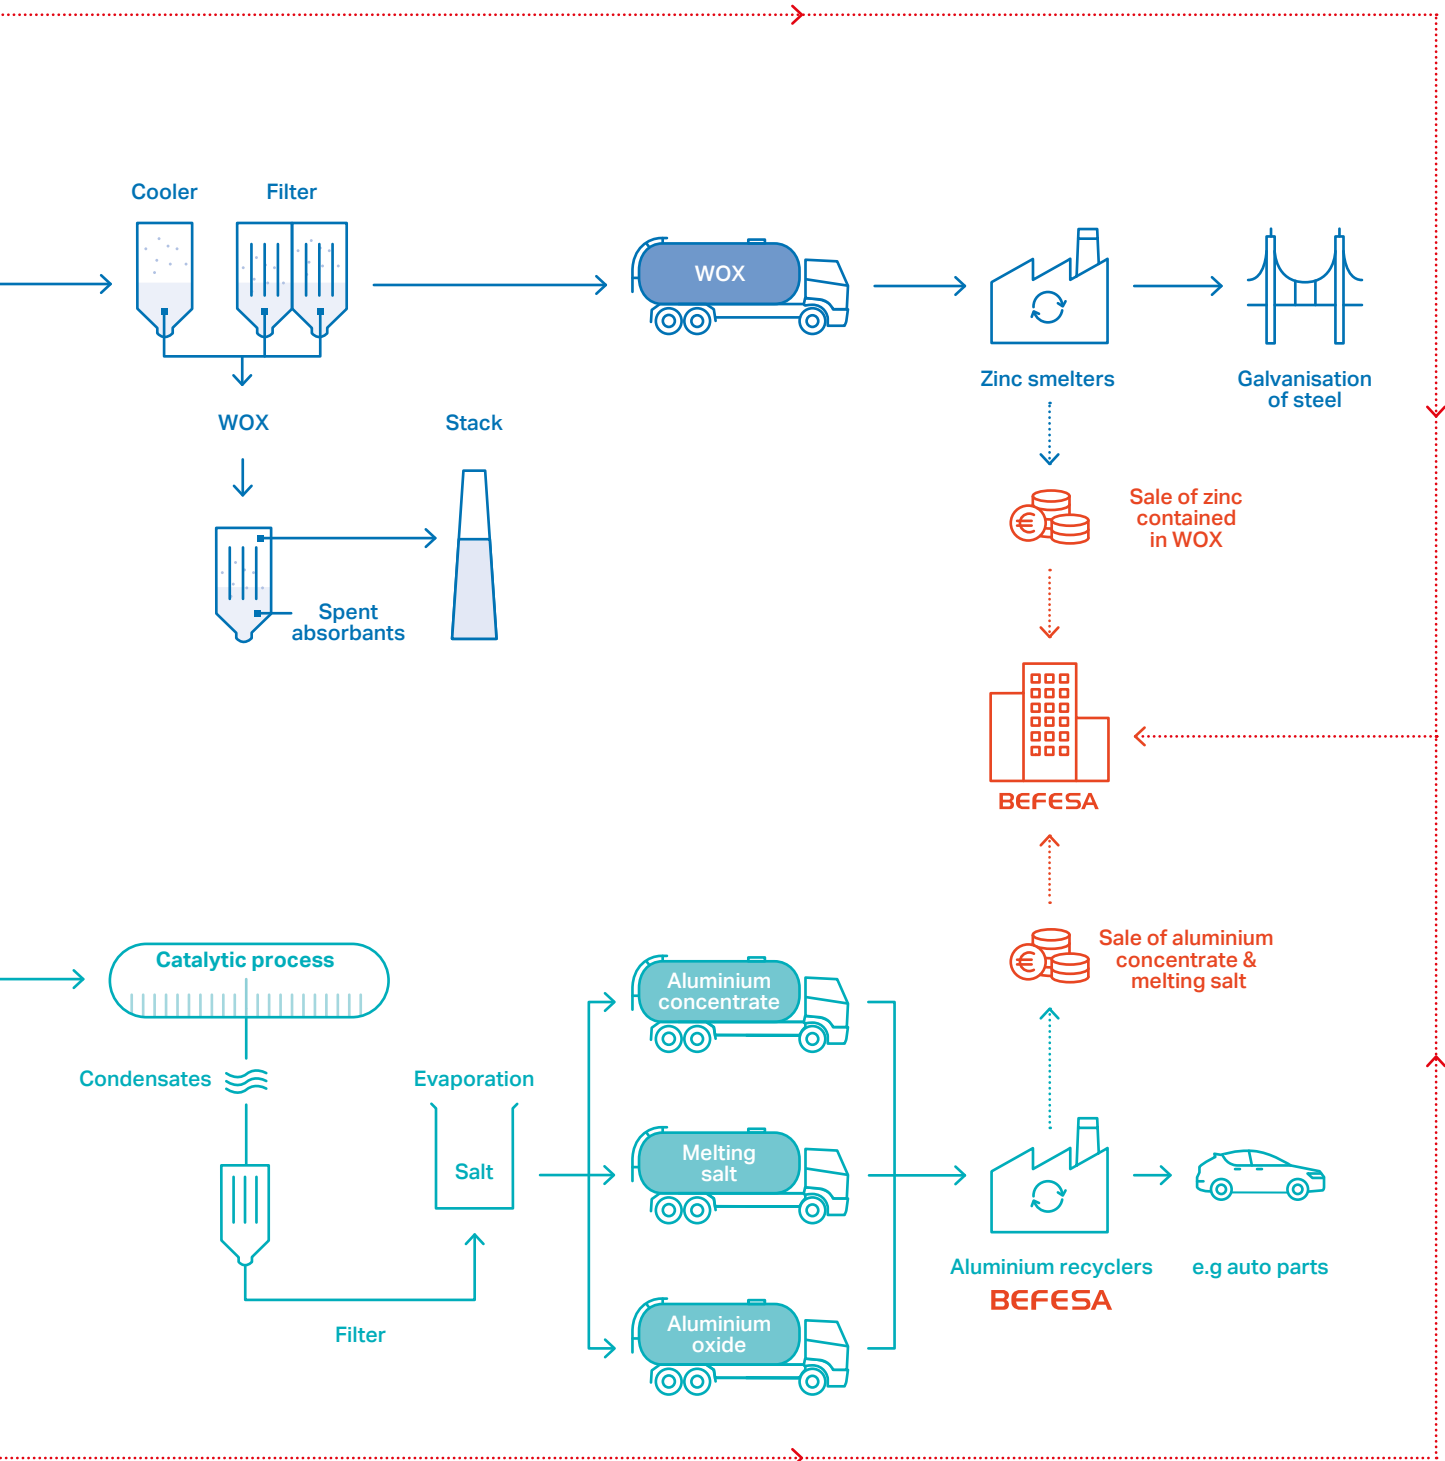 Cooler
Filter
WOX
Zinc smelters
Galvanisation
of steel
WOX
Stack
Sale of zinc
contained
in WOX
€
Spent
absorbants
BEFESA
Catalytic process
Sale of aluminium
concentrate &
melting salt
€
Aluminium
concentrate
Condensates
Evaporation
Salt
Melting
salt
Aluminium recyclers
BEFESA
e.g auto parts
Filter
Aluminium
oxide